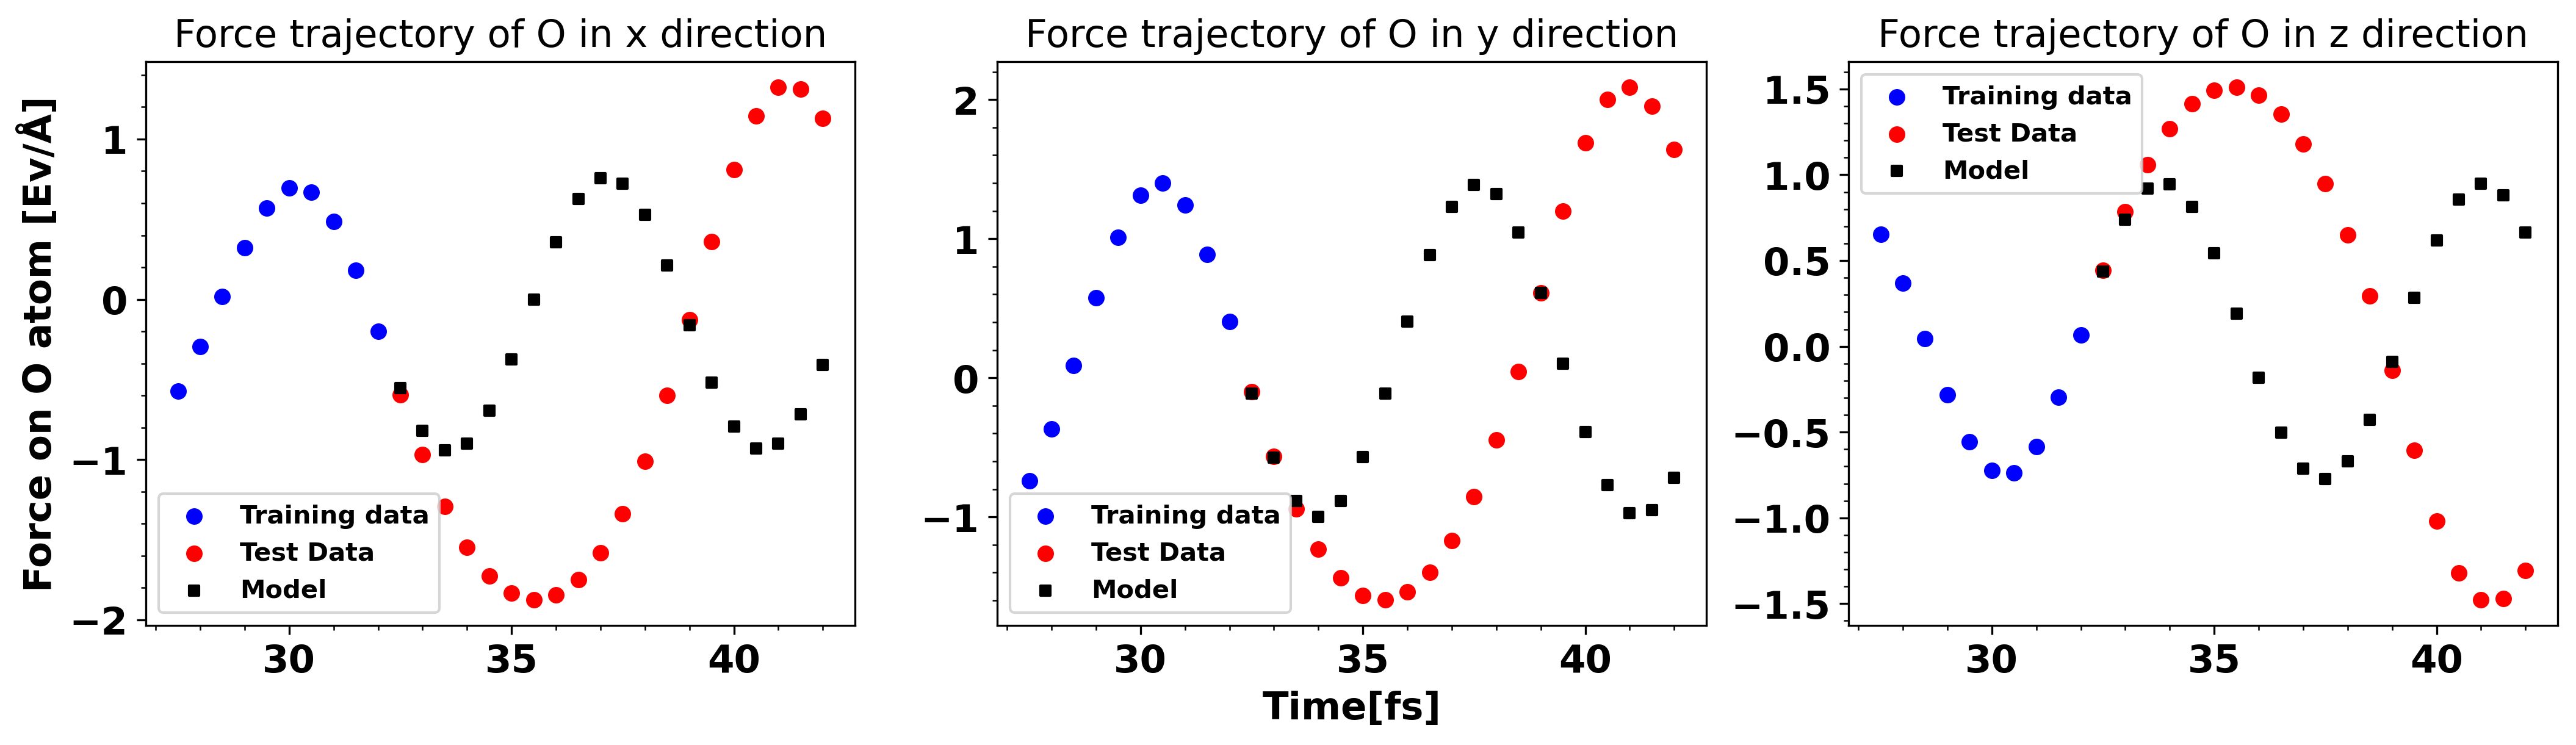 Force trajectory of O in x direction
Force on O atom [Ev/Å]
1
0
−1
−2
30
35
40
Training data
Test Data
Model
Force trajectory of O in y direction
2
1
0
−1
30
35
40
Training data
Test Data
Model
Time[fs]
Force trajectory of O in z direction
1.5
1.0
0.5
0.0
−0.5
−1.0
−1.5
30
35
40
Training data
Test Data
Model